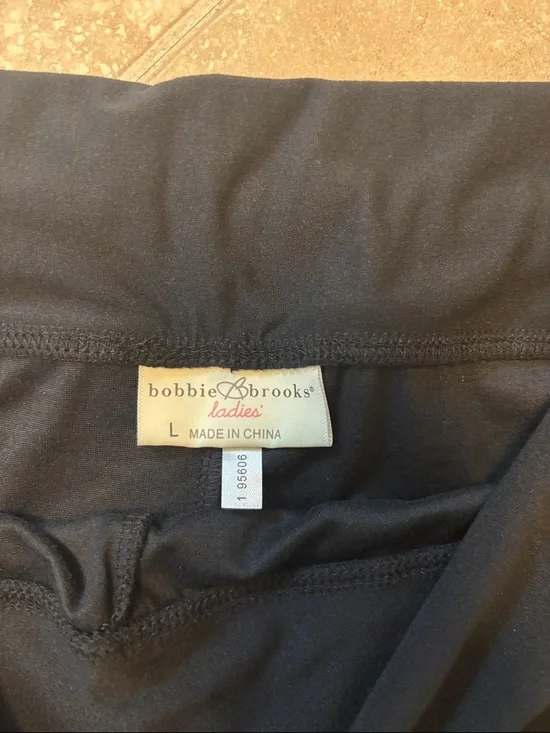 bobbie B brooks®
ladies'
L MADE IN CHINA
1 95606